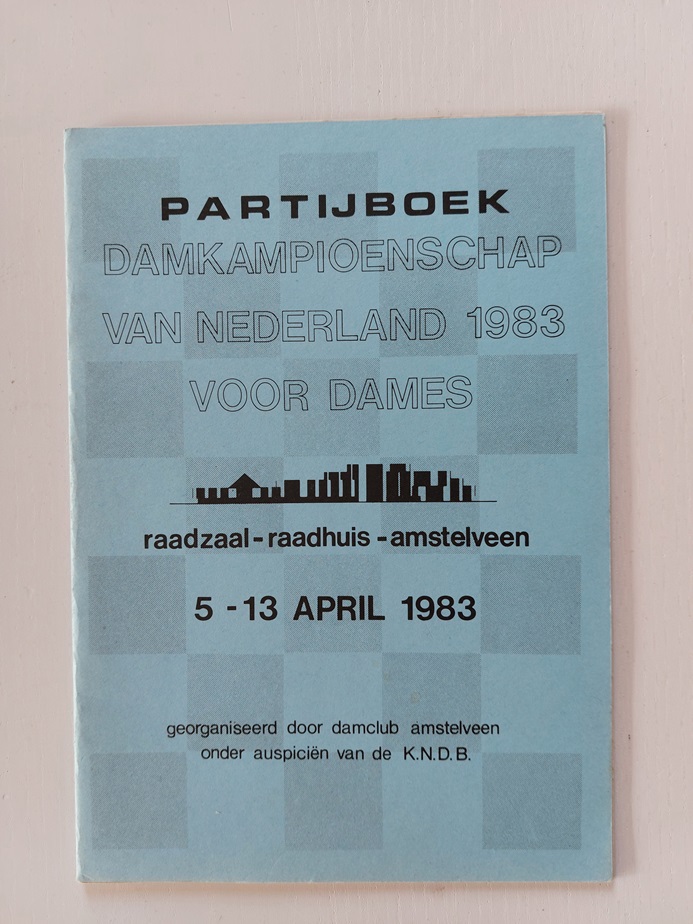 PARTIJBOEK
DAMKAMPIOENSCHAP
VAN NEDERLAND 1983
VOOR DAMES
raadzaal - raadhuis - amstelveen
5 - 13 APRIL 1983
georganiseerd door damclub amstelveen
onder auspiciën van de K.N.D.B.